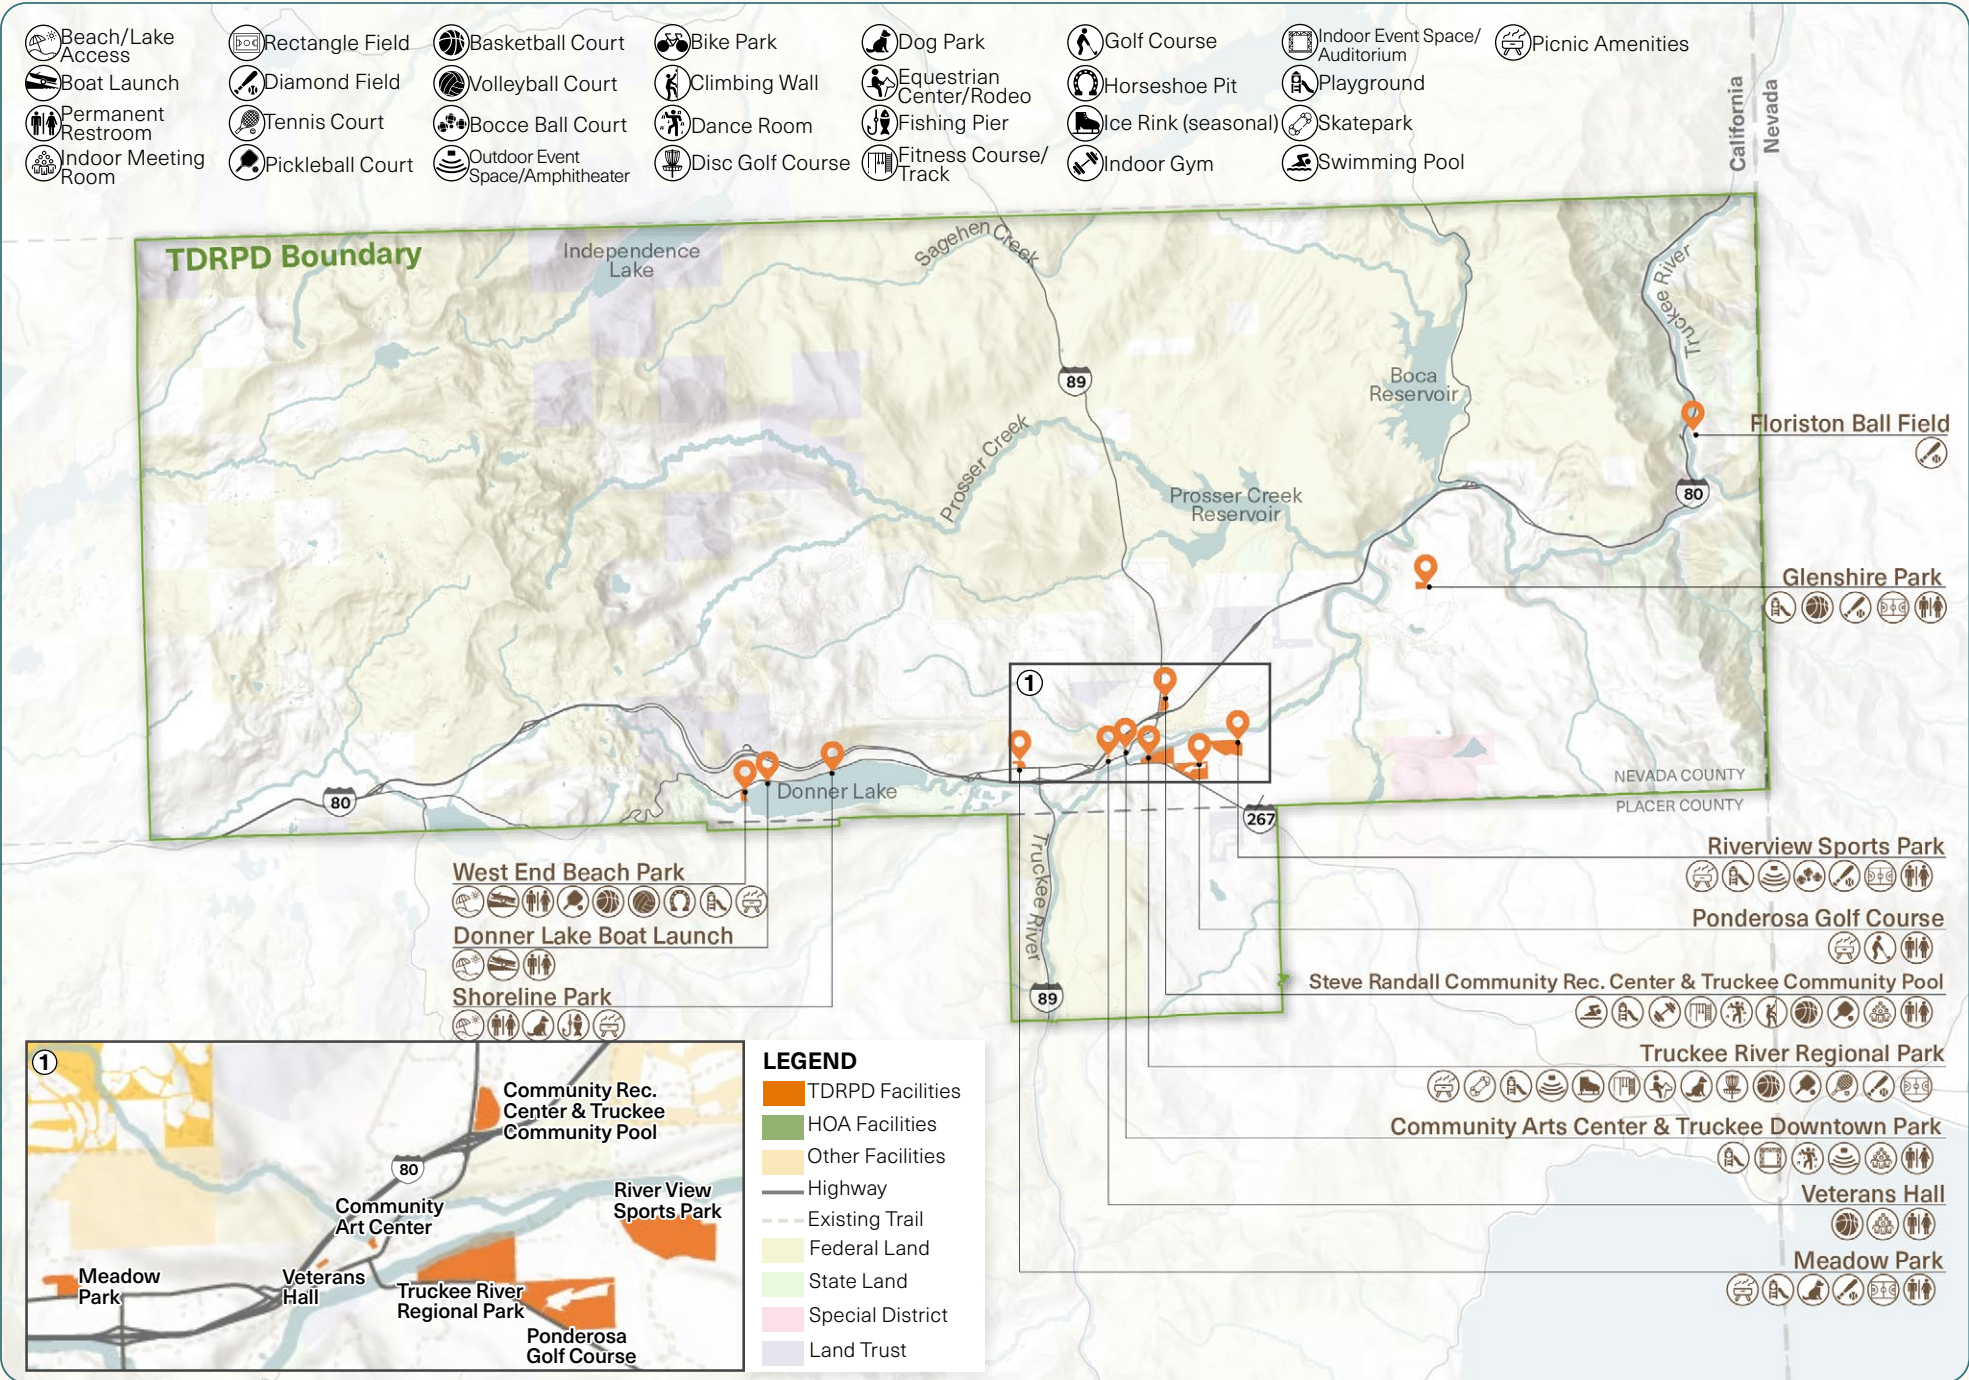 Beach/Lake
Access
Boat Launch
Permanent
Restroom
Indoor Meeting
Room
Rectangle Field
Diamond Field
Tennis Court
Pickleball Court
Basketball Court
Volleyball Court
Bocce Ball Court
Outdoor Event
Space/Amphitheater
Bike Park
Climbing Wall
Dance Room
Disc Golf Course
Dog Park
Equestrian
Center/Rodeo
Fishing Pier
Fitness Course/
Track
Golf Course
Horseshoe Pit
Ice Rink (seasonal)
Indoor Gym
Indoor Event Space/
Auditorium
Playground
Skatepark
Swimming Pool
Picnic Amenities
California
Nevada
TDRPD Boundary
Independence
Lake
Sagehen Creek
Truckee River
89
Boca
Reservoir
Prosser Creek
Prosser Creek
Reservoir
80
Floriston Ball Field
Glenshire Park
1
Donner Lake
80
NEVADA COUNTY
PLACER COUNTY
267
Truckee River
89
West End Beach Park
Donner Lake Boat Launch
Shoreline Park
Riverview Sports Park
Ponderosa Golf Course
Steve Randall Community Rec. Center & Truckee Community Pool
Truckee River Regional Park
Community Arts Center & Truckee Downtown Park
Veterans Hall
Meadow Park
1
Community Rec.
Center & Truckee
Community Pool
80
River View
Sports Park
Community
Art Center
Meadow
Park
Veterans
Hall
Truckee River
Regional Park
Ponderosa
Golf Course
LEGEND
TDRPD Facilities
HOA Facilities
Other Facilities
Highway
Existing Trail
Federal Land
State Land
Special District
Land Trust